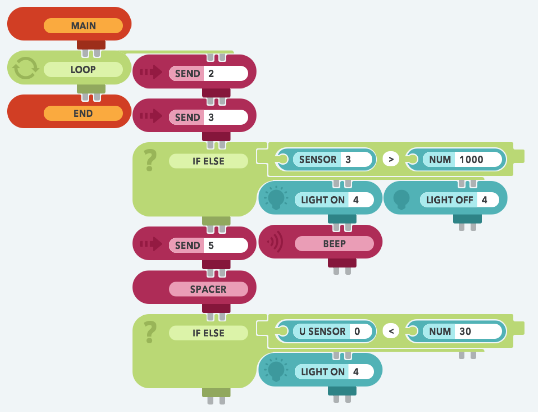 MAIN
LOOP
SEND 2
END
SEND 3
? IF ELSE SENSOR 3 > NUM 1000
LIGHT ON 4 LIGHT OFF 4
SEND 5 BEEP
SPACER
? IF ELSE U SENSOR 0 < NUM 30
LIGHT ON 4